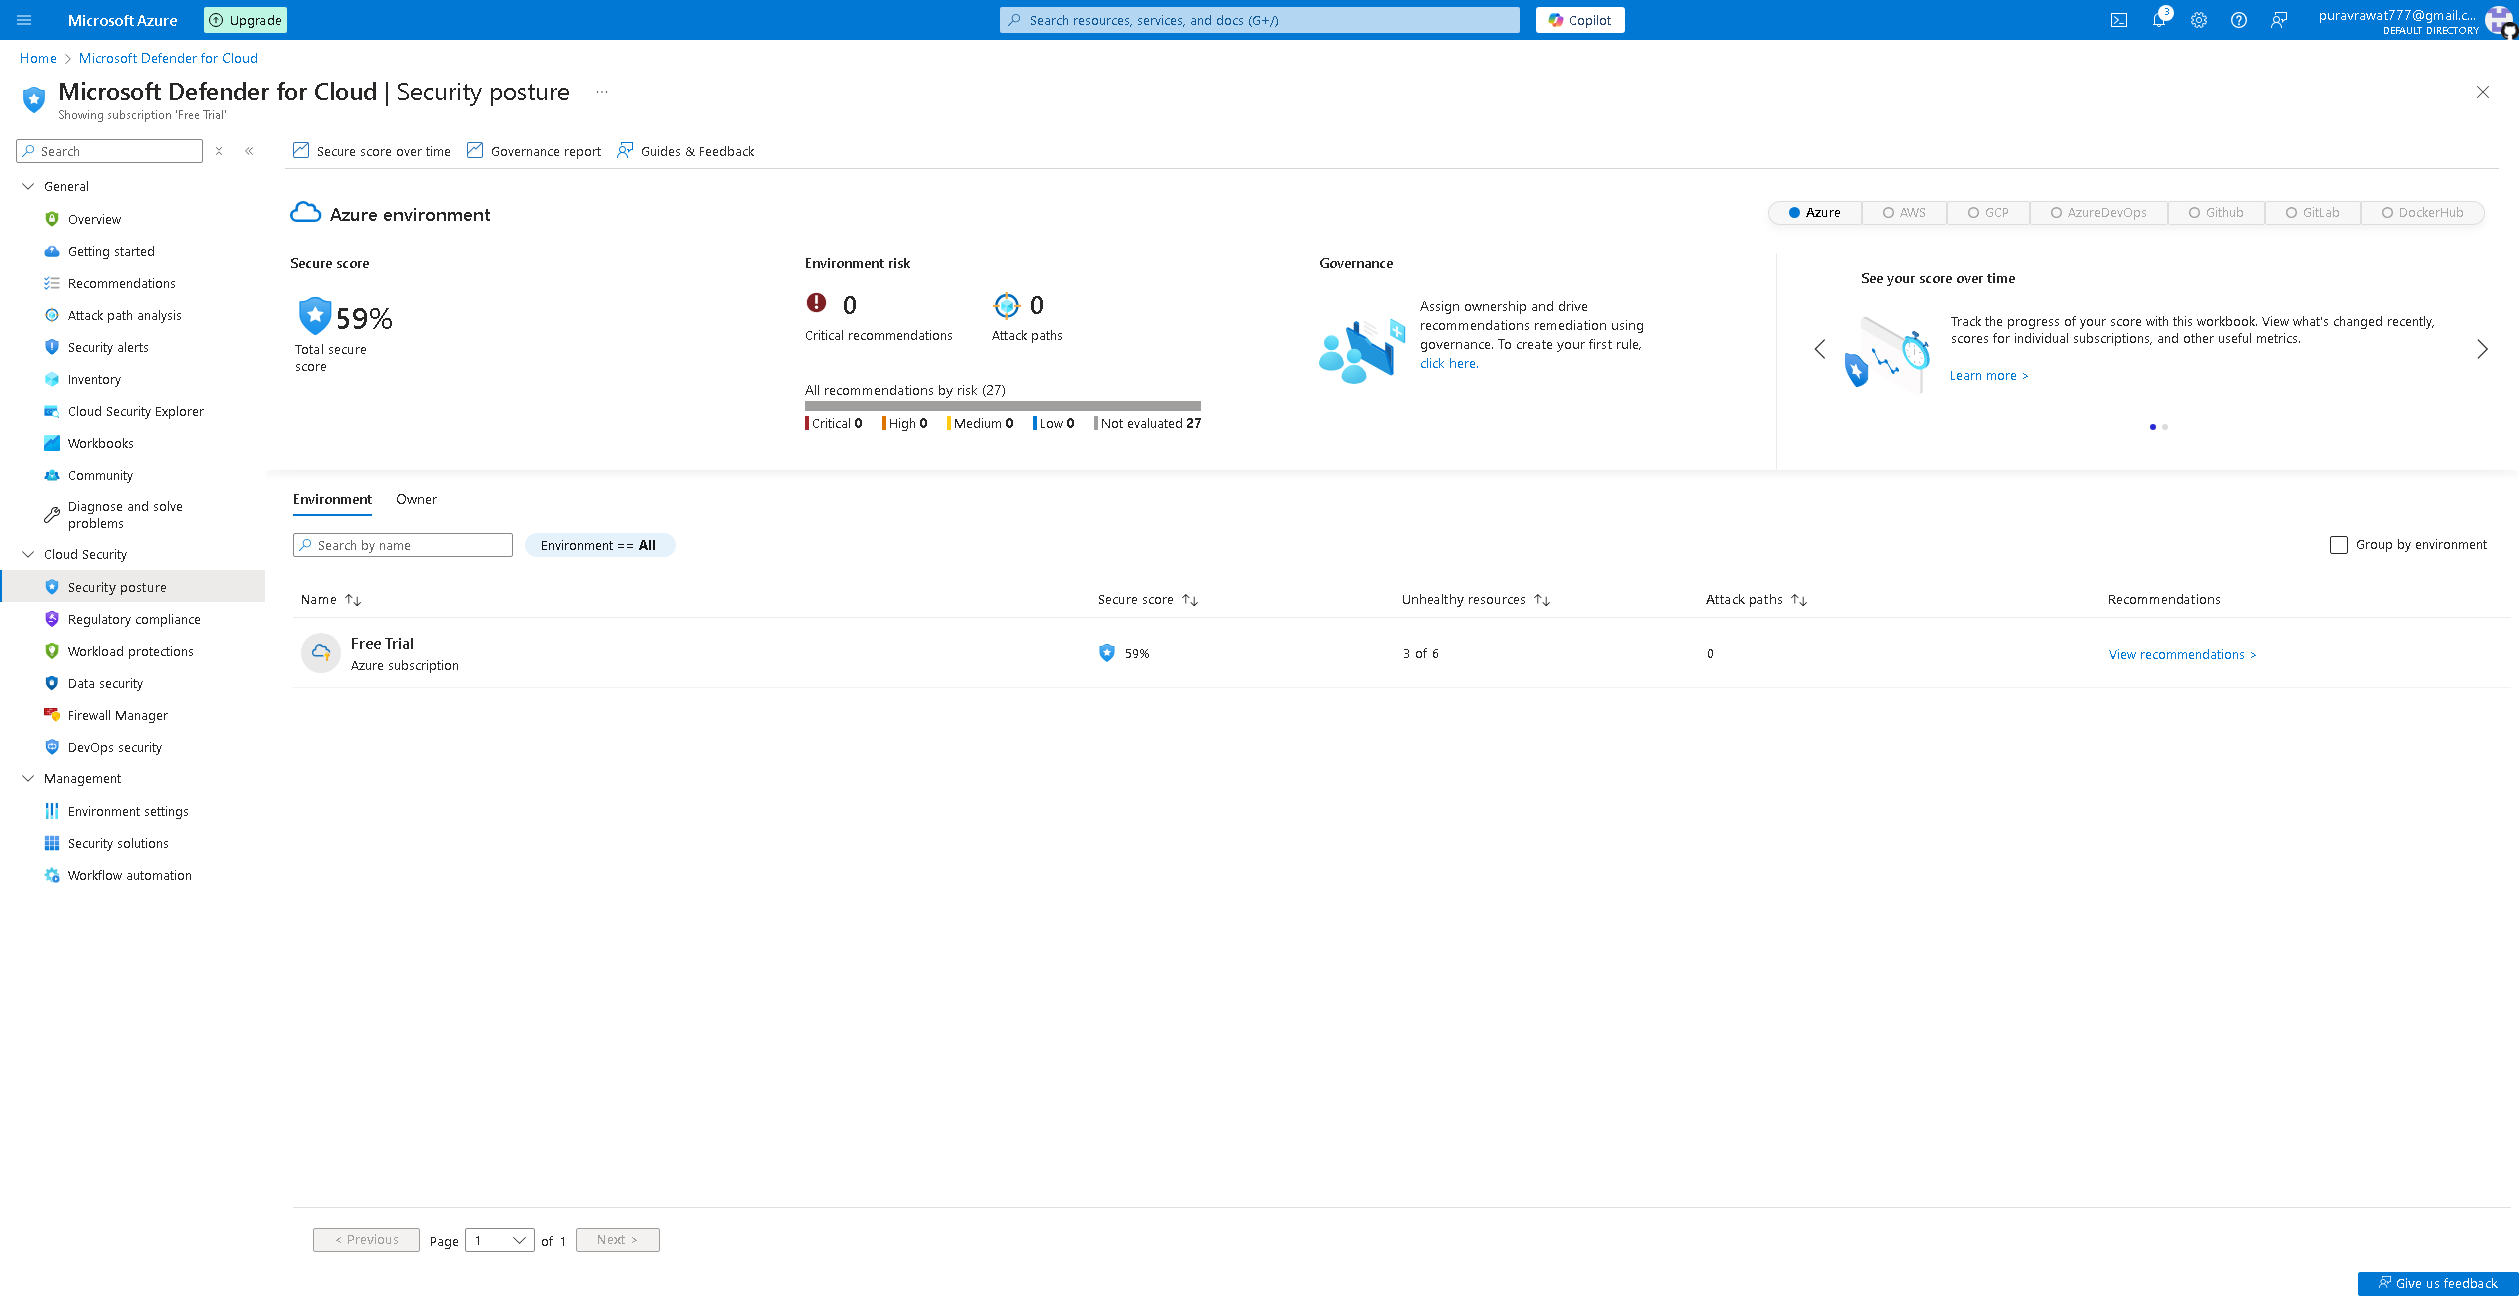 Microsoft Azure
Upgrade
Search resources, services, and docs (G+/)
Copilot
3
puravrawat777@gmail.c...
DEFAULT DIRECTORY
Home > Microsoft Defender for Cloud
Microsoft Defender for Cloud | Security posture ...
Showing subscription 'Free Trial'
Search
General
Overview
Getting started
Recommendations
Attack path analysis
Security alerts
Inventory
Cloud Security Explorer
Workbooks
Community
Diagnose and solve
problems
Cloud Security
Security posture
Regulatory compliance
Workload protections
Data security
Firewall Manager
DevOps security
Management
Environment settings
Security solutions
Workflow automation
Secure score over time
Governance report
Guides & Feedback
Azure environment
Azure
AWS
GCP
AzureDevOps
Github
GitLab
DockerHub
Secure score
59%
Total secure
score
Environment risk
0
Critical recommendations
0
Attack paths
All recommendations by risk (27)
Critical 0 High 0 Medium 0 Low 0 Not evaluated 27
Governance
Assign ownership and drive
recommendations remediation using
governance. To create your first rule,
click here.
See your score over time
Track the progress of your score with this workbook. View what's changed recently,
scores for individual subscriptions, and other useful metrics.
Learn more >
Environment
Owner
Search by name
Environment == All
Group by environment
Name Secure score Unhealthy resources Attack paths Recommendations
Free Trial
Azure subscription
59%
3 of 6
0
View recommendations >
< Previous
Page 1 of 1
Next >
Give us feedback